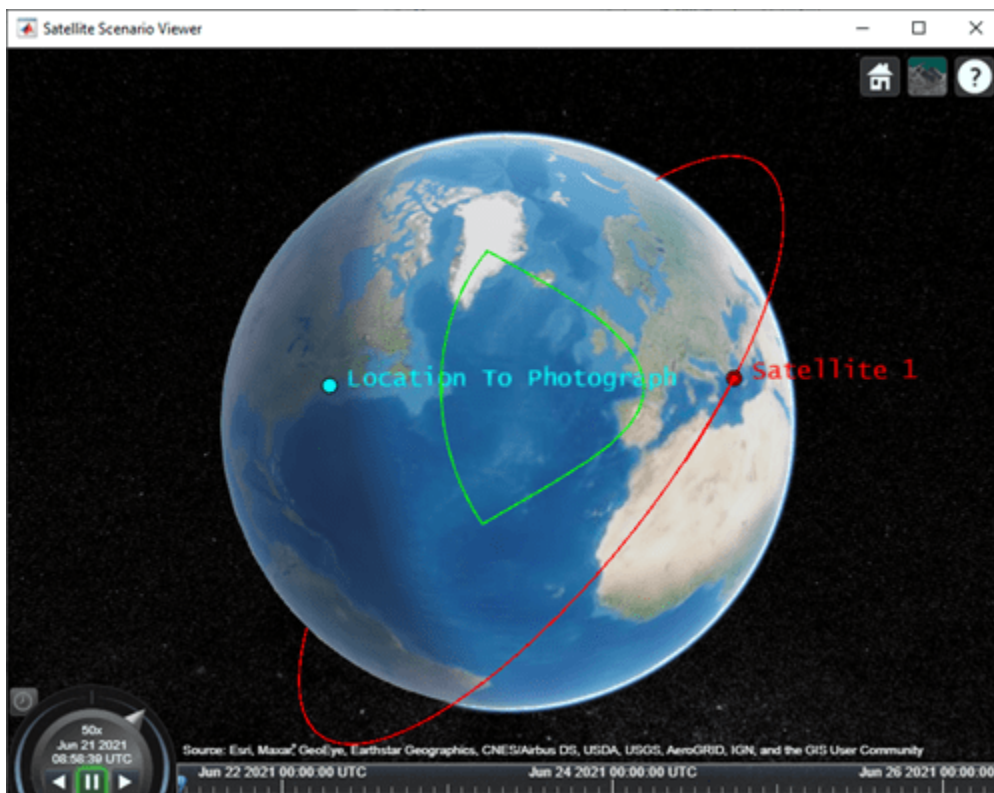 Satellite Scenario Viewer
?
Location To Photograph
Satellite 1
50x
Jun 21 2021
08:58:39 UTC
Source: Esri, Maxar, GeoEye, Earthstar Geographics, CNES/Airbus DS, USDA, USGS, AeroGRID, IGN, and the GIS User Community
Jun 22 2021 00:00:00 UTC
Jun 24 2021 00:00:00 UTC
Jun 26 2021 00:00:00